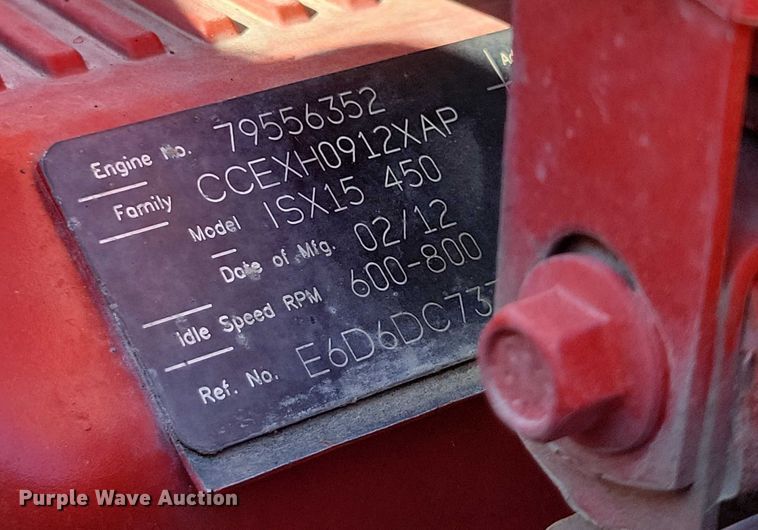 Engine No. 79556352
Family CCEXH0912XAP
Model ISX15 450
Date of Mfg. 02/12
Idle Speed RPM 600-800
Ref. No.
Purple Wave Auction